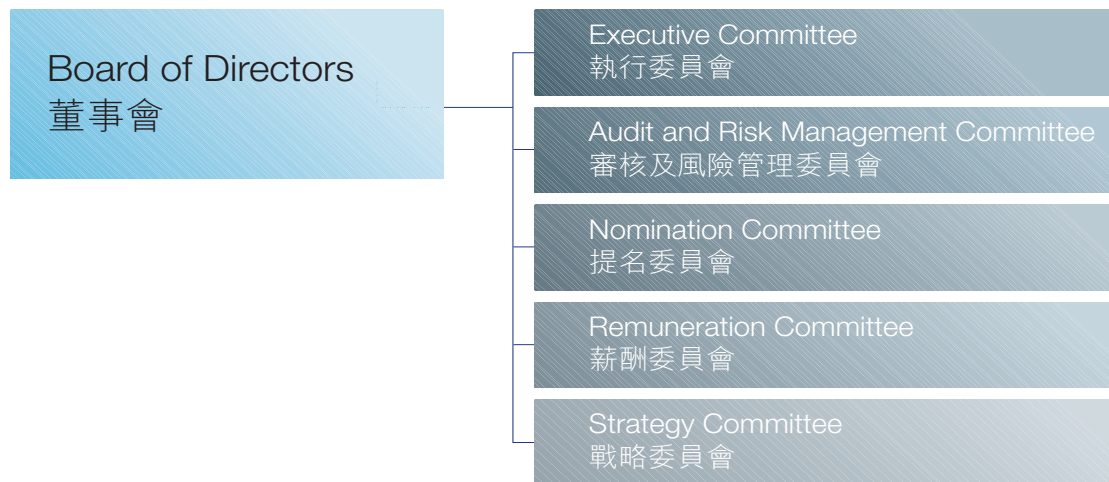 Board of Directors
董事會
Executive Committee
執行委員會
Audit and Risk Management Committee
審核及風險管理委員會
Nomination Committee
提名委員會
Remuneration Committee
薪酬委員會
Strategy Committee
戰略委員會